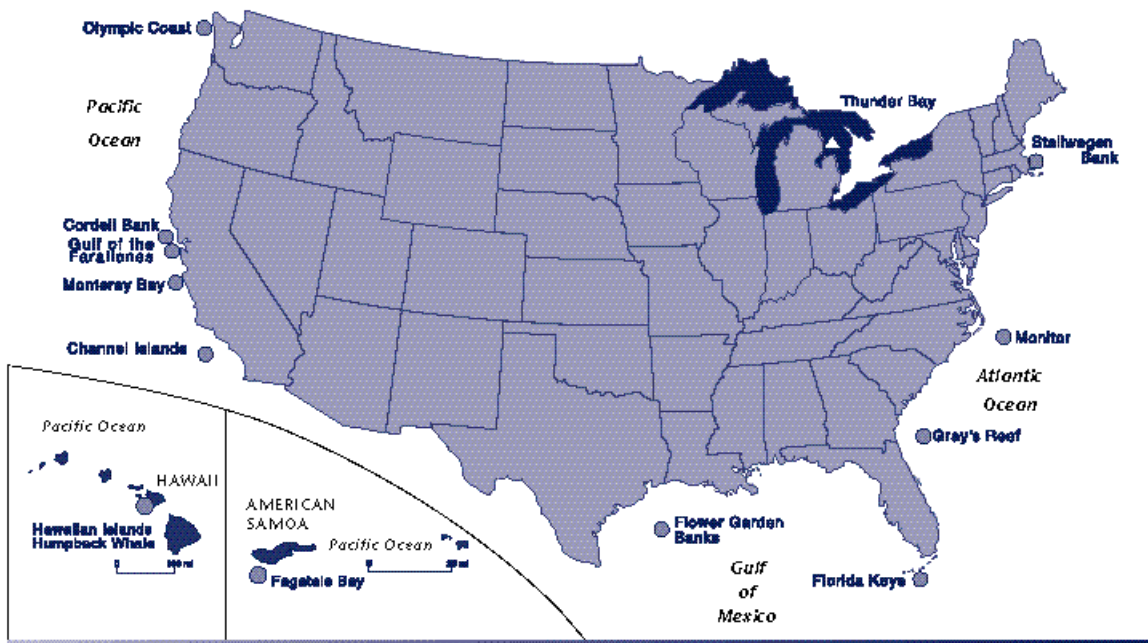 Olympic Coast
Pacific
Ocean
Thunder Bay
Stellwagen
Bank
Cordell Bank
Gulf of the
Farallones
Monterey Bay
Channel Islands
Monitor
Atlantic
Ocean
Gray's Reef
Pacific Ocean
HAWAII
Hawaiian Islands
Humpback Whale
0
AMERICAN
SAMOA
Pacific Ocean
0
Fagatele Bay
Flower Garden
Banks
Gulf
of
Mexico
Florida Keys